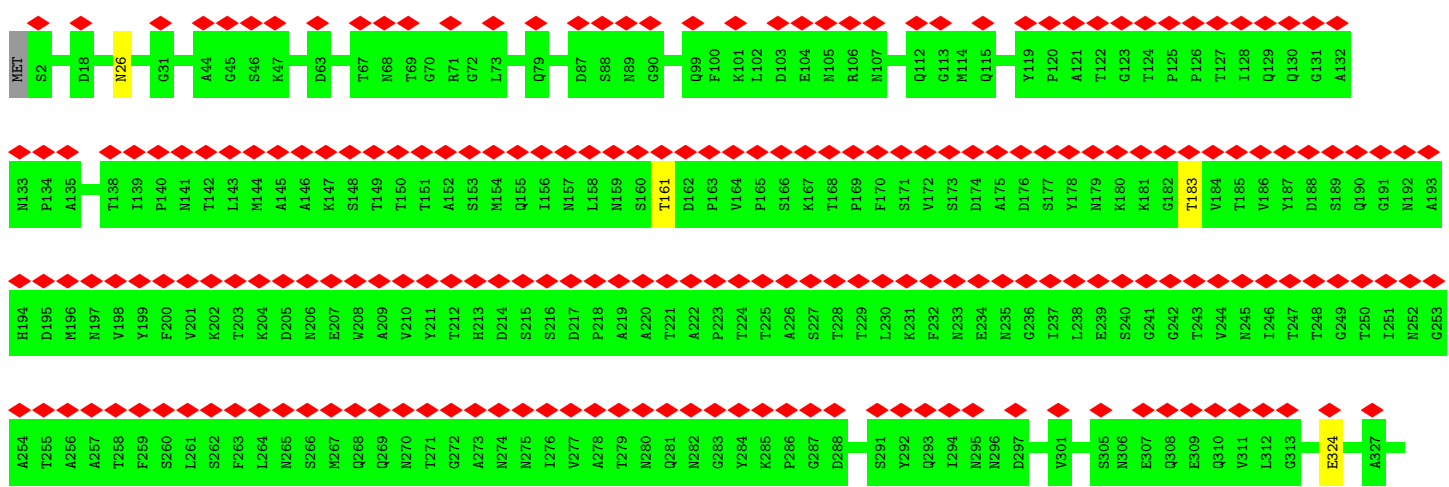 MET S2 D18 N26 G31 A44 G45 S46 K47 D63 T67 N68 T69 G70 R71 G72 L73 Q79 D87 S88 N89 G90 Q99 F100 K101 L102 D103 E104 N105 R106 N107 Q112 G113 M114 Q115 Y119 P120 A121 T122 G123 T124 P125 P126 T127 I128 Q129 Q130 G131 A132
N133 P134 A135 T138 I139 P140 N141 T142 L143 M144 A145 A146 K147 S148 T149 T150 T151 A152 S153 M154 Q155 I156 N157 L158 N159 S160 T161 D162 P163 V164 P165 S166 K167 T168 P169 F170 S171 V172 S173 D174 A175 D176 S177 Y178 N179 K180 K181 G182 T183 V184 T185 V186 Y187 D188 S189 Q190 G191 N192 A193
H194 D195 M196 N197 V198 Y199 F200 V201 K202 T203 K204 D205 N206 E207 W208 A209 V210 Y211 T212 H213 D214 S215 S216 D217 P218 A219 A220 T221 A222 P223 T224 T225 A226 S227 T228 T229 L230 K231 F232 N233 E234 N235 G236 I237 L238 E239 S240 G241 G242 T243 V244 N245 I246 T247 T248 G249 T250 I251 N252 G253
A254 T255 A256 A257 T258 F259 S260 L261 S262 F263 L264 N265 S266 M267 Q268 Q269 N270 T271 G272 A273 N274 N275 I276 V277 A278 T279 N280 Q281 N282 G283 Y284 K285 P286 G287 D288 S291 Y292 Q293 I294 N295 N296 D297 V301 S305 N306 E307 Q308 E309 Q310 V311 L312 G313 E324 A327